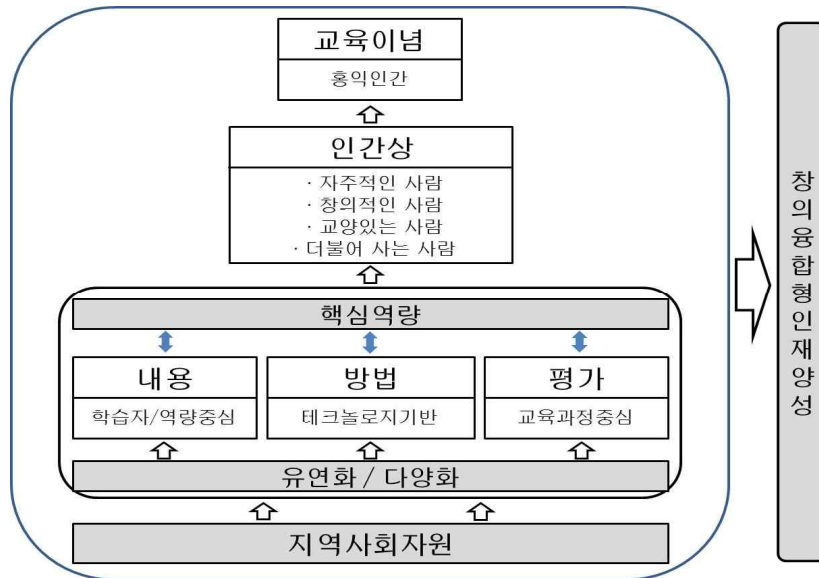 교육이념
홍익인간
인간상
· 자주적인 사람
· 창의적인 사람
· 교양있는 사람
· 더불어 사는 사람
핵심역량
내용
학습자/역량중심
방법
테크놀로지기반
평가
교육과정중심
유연화 / 다양화
지역사회자원
창의융합형인재양성